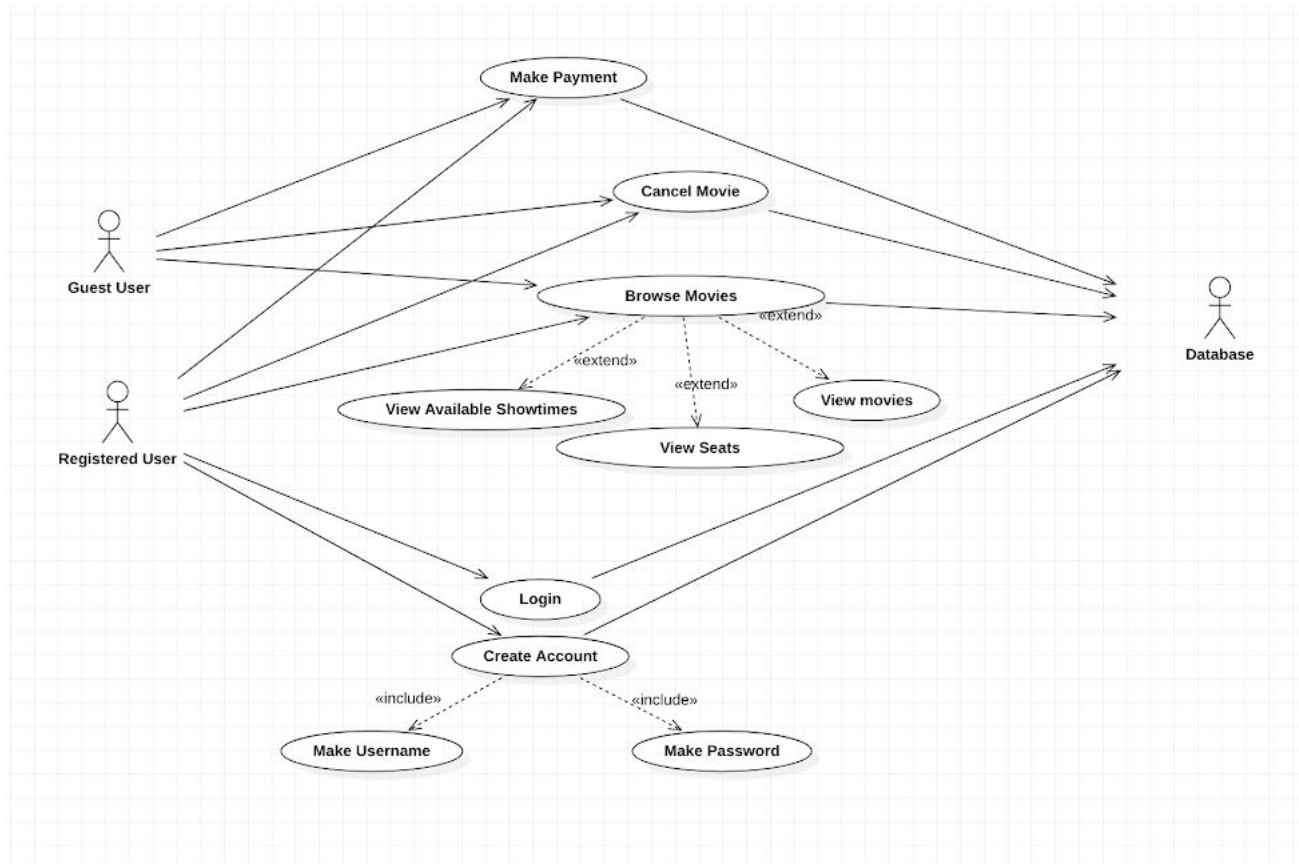 Make Payment
Cancel Movie
Guest User
Browse Movies
«extend»
Database
«extend»
«extend»
View movies
View Available Showtimes
View Seats
Registered User
Login
Create Account
«include»
«include»
Make Username
Make Password